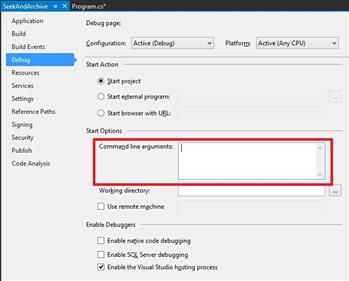 SeekAndArchive
Program.cs*
Application
Build
Build Events
Debug
Resources
Services
Settings
Reference Paths
Signing
Security
Publish
Code Analysis
Debug page:
Configuration: Active (Debug) Platform: Active (Any CPU)
Start Action
Start project
Start external program: ...
Start browser with URL:
Start Options
Command line arguments:
Working directory: ...
Use remote machine
Enable Debuggers
Enable native code debugging
Enable SQL Server debugging
Enable the Visual Studio hosting process